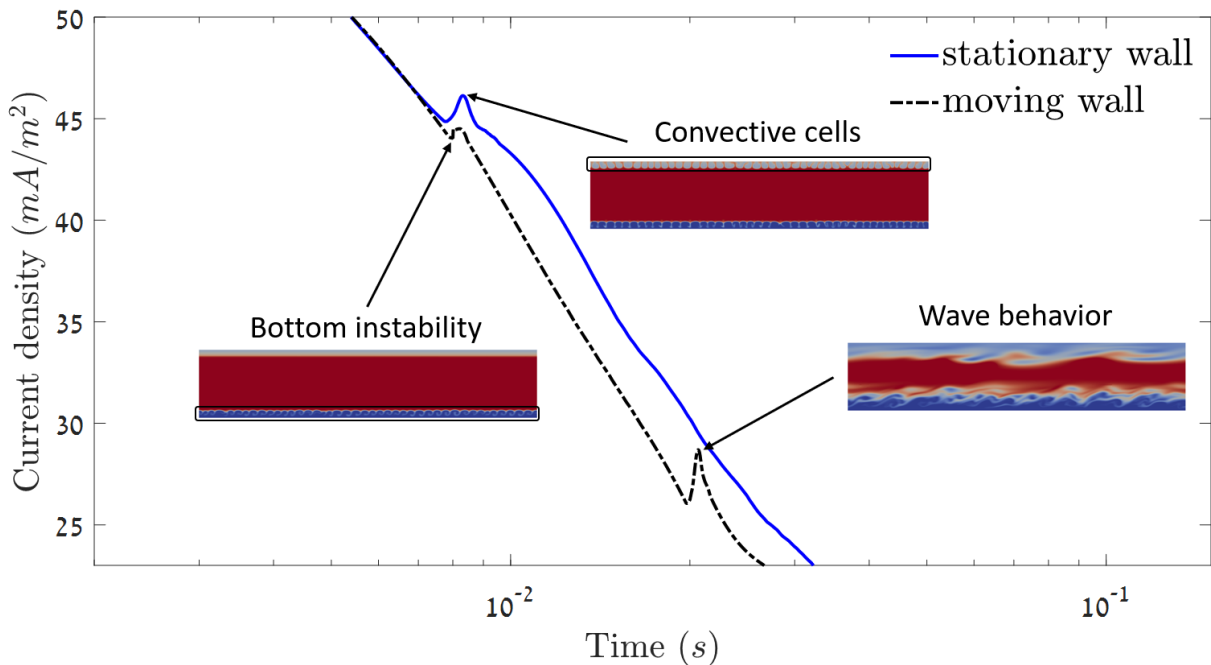 50
45
40
35
30
25
Current density (mA/m²)
stationary wall
moving wall
Convective cells
Bottom instability
Wave behavior
10⁻²
10⁻¹
Time (s)